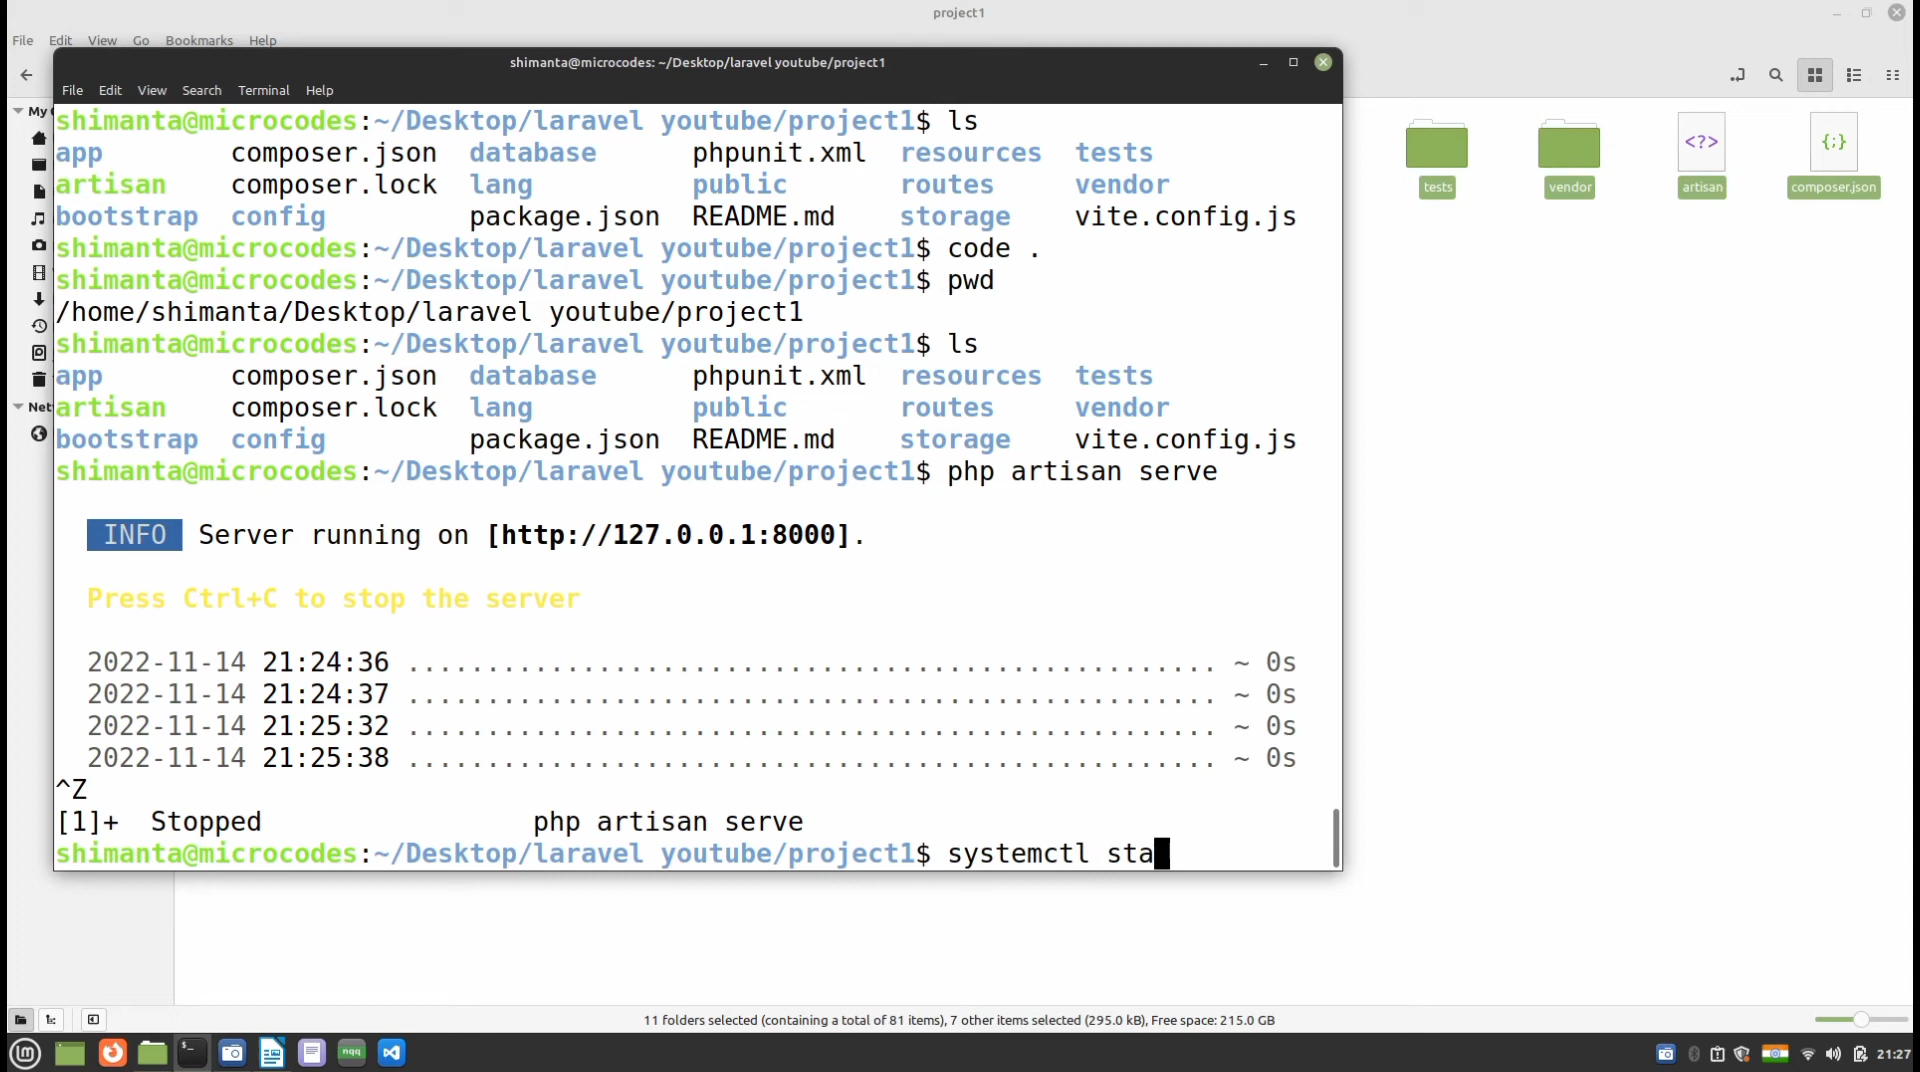 project1
File Edit View Go Bookmarks Help
shimanta@microcodes: ~/Desktop/laravel youtube/project1
File Edit View Search Terminal Help
shimanta@microcodes:~/Desktop/laravel youtube/project1$ ls
app composer.json database phpunit.xml resources tests
artisan composer.lock lang public routes vendor
bootstrap config package.json README.md storage vite.config.js
shimanta@microcodes:~/Desktop/laravel youtube/project1$ code .
shimanta@microcodes:~/Desktop/laravel youtube/project1$ pwd
/home/shimanta/Desktop/laravel youtube/project1
shimanta@microcodes:~/Desktop/laravel youtube/project1$ ls
app composer.json database phpunit.xml resources tests
artisan composer.lock lang public routes vendor
bootstrap config package.json README.md storage vite.config.js
shimanta@microcodes:~/Desktop/laravel youtube/project1$ php artisan serve
INFO Server running on [http://127.0.0.1:8000].
Press Ctrl+C to stop the server
2022-11-14 21:24:36 ................................................... ~ 0s
2022-11-14 21:24:37 ................................................... ~ 0s
2022-11-14 21:25:32 ................................................... ~ 0s
2022-11-14 21:25:38 ................................................... ~ 0s
^Z
[1]+ Stopped php artisan serve
shimanta@microcodes:~/Desktop/laravel youtube/project1$ systemctl sta
My
Net
tests vendor artisan composer.json
<?> {;}
11 folders selected (containing a total of 81 items), 7 other items selected (295.0 kB), Free space: 215.0 GB
nqq
21:27